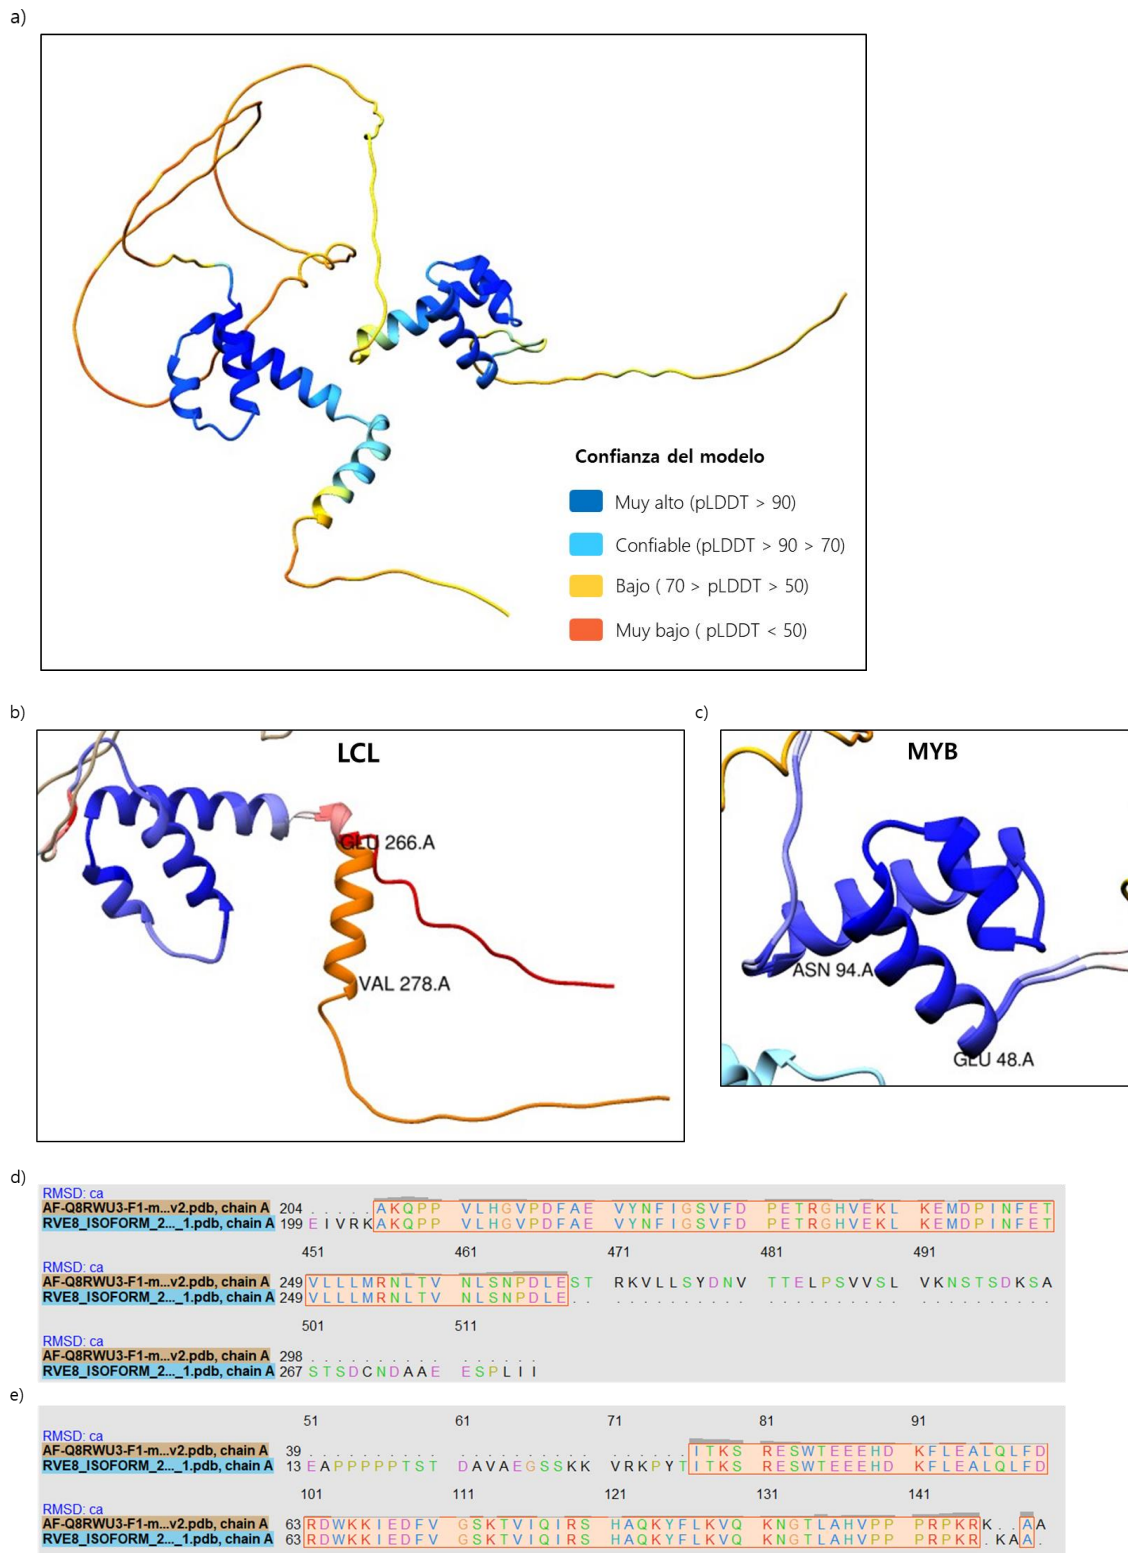 a)
Confianza del modelo
Muy alto (pLDDT > 90)
Confiable (pLDDT > 90 > 70)
Bajo ( 70 > pLDDT > 50)
Muy bajo ( pLDDT < 50)
b)
c)
LCL
GLU 266.A
VAL 278.A
MYB
ASN 94.A
GLU 48.A
d)
RMSD: ca
AF-Q8RWU3-F1-m...v2.pdb, chain A 204 . . . . . A K Q P P V L H G V P D F A E V Y N F I G S V F D P E T R G H V E K L K E M D P I N F E T
RVE8_ISOFORM_2..._1.pdb, chain A 199 E I V R K A K Q P P V L H G V P D F A E V Y N F I G S V F D P E T R G H V E K L K E M D P I N F E T
451 461 471 481 491
RMSD: ca
AF-Q8RWU3-F1-m...v2.pdb, chain A 249 V L L L M R N L T V N L S N P D L E S T R K V L L S Y D N V T T E L P S V V S L V K N S T S D K S A
RVE8_ISOFORM_2..._1.pdb, chain A 249 V L L L M R N L T V N L S N P D L E . . . . . . . . . . . . . . . . . . . . . . . . . . . . . . . .
501 511
RMSD: ca
AF-Q8RWU3-F1-m...v2.pdb, chain A 298 . . . . . . . . . . . . . . . .
RVE8_ISOFORM_2..._1.pdb, chain A 267 S T S D C N D A A E E S P L I I
e)
51 61 71 81 91
RMSD: ca
AF-Q8RWU3-F1-m...v2.pdb, chain A 39 . . . . . . . . . . . . . . . . . . . . . . . . . . I T K S R E S W T E E E H D K F L E A L Q L F D
RVE8_ISOFORM_2..._1.pdb, chain A 13 E A P P P P P T S T D A V A E G S S K K V R K P Y T I T K S R E S W T E E E H D K F L E A L Q L F D
101 111 121 131 141
RMSD: ca
AF-Q8RWU3-F1-m...v2.pdb, chain A 63 R D W K K I E D F V G S K T V I Q I R S H A Q K Y F L K V Q K N G T L A H V P P P R P K R K . . A A
RVE8_ISOFORM_2..._1.pdb, chain A 63 R D W K K I E D F V G S K T V I Q I R S H A Q K Y F L K V Q K N G T L A H V P P P R P K R . K A A .